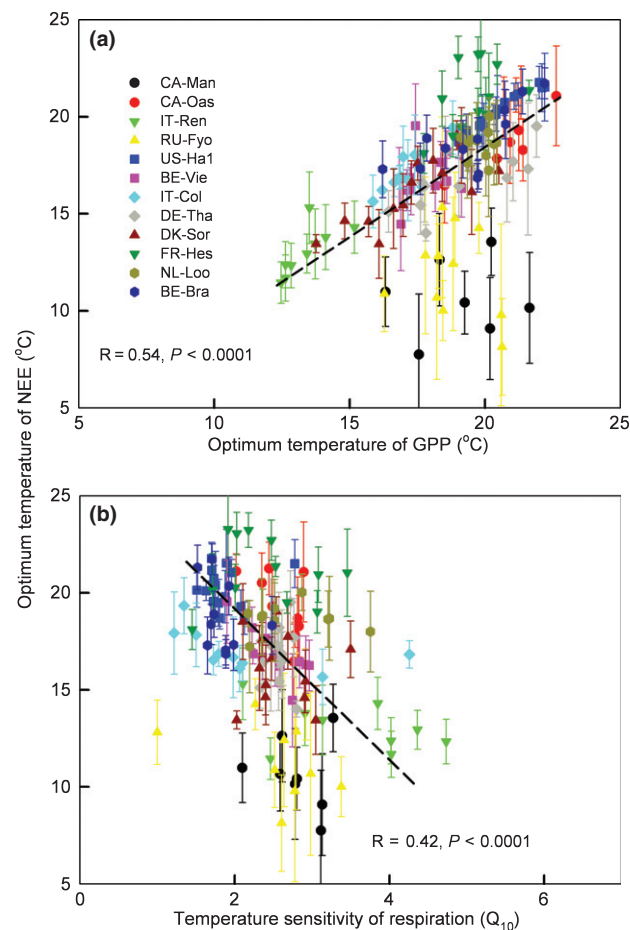 25
(a)
CA-Man
CA-Oas
IT-Ren
20
RU-Fyo
US-Ha1
BE-Vie
IT-Col
15
DE-Tha
DK-Sor
FR-Hes
NL-Loo
BE-Bra
10
R = 0.54, P < 0.0001
5
5 10 15 20 25
Optimum temperature of GPP (°C)
Optimum temperature of NEE (°C)
25
(b)
20
15
10
R = 0.42, P < 0.0001
5
0 2 4 6
Temperature sensitivity of respiration (Q10)